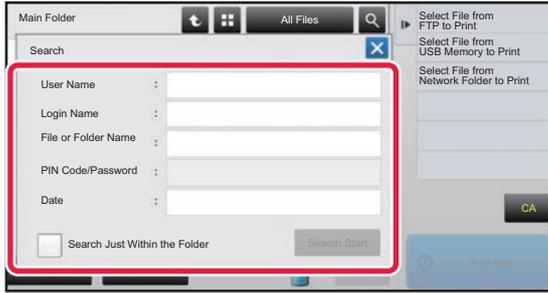 Main Folder
All Files
Search
User Name :
Login Name :
File or Folder Name :
PIN Code/Password :
Date :
Search Just Within the Folder
Search Start
Select File from
FTP to Print
Select File from
USB Memory to Print
Select File from
Network Folder to Print
CA
Print Now